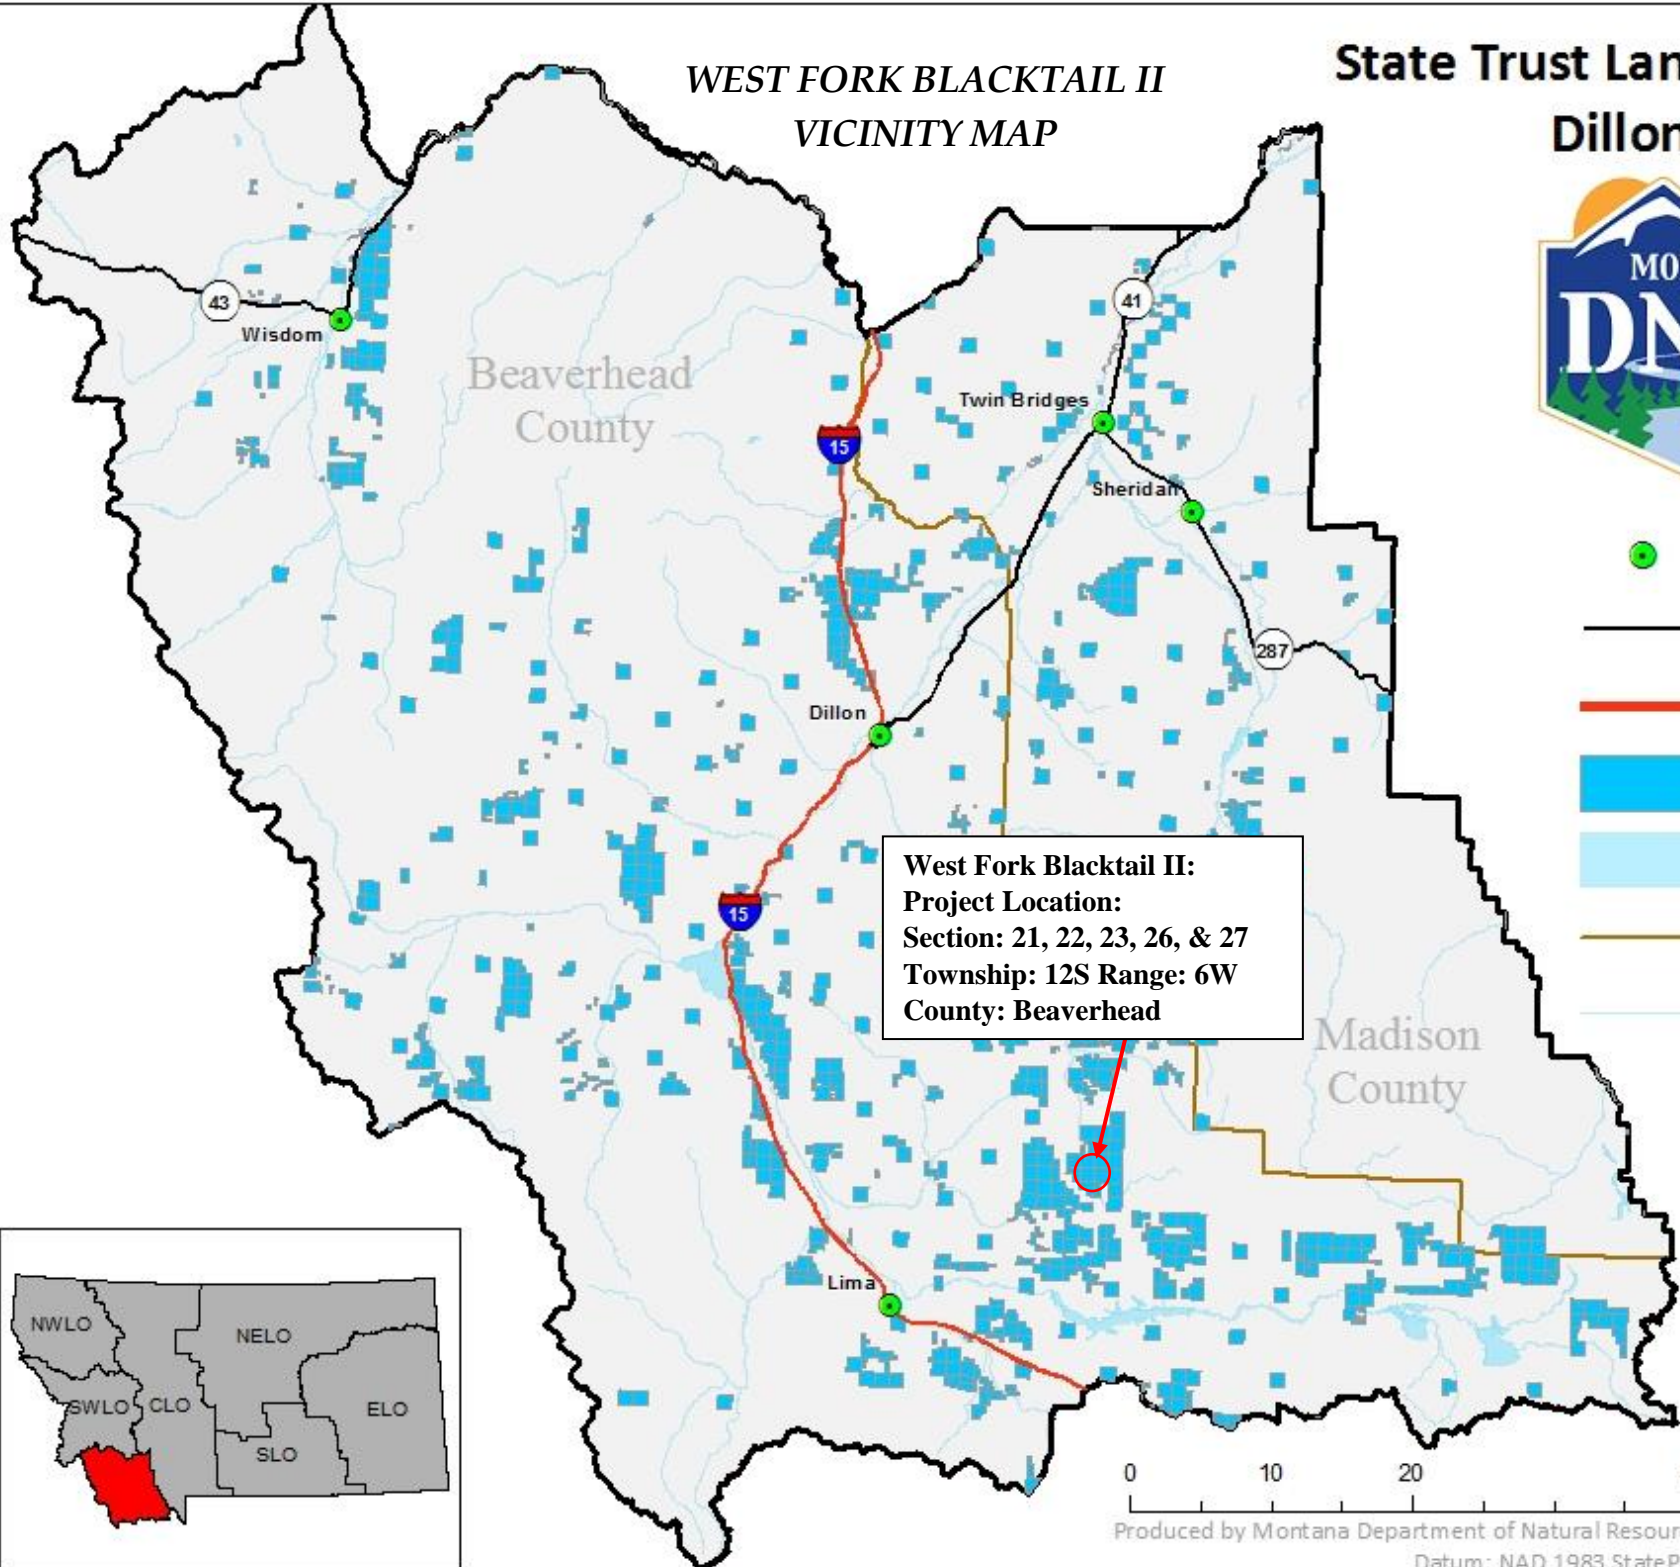 WEST FORK BLACKTAIL II
VICINITY MAP
State Trust Lan
Dillon
MO
DN
43
Wisdom
Beaverhead
County
15
41
Twin Bridges
Sheridan
287
Dillon
15
West Fork Blacktail II:
Project Location:
Section: 21, 22, 23, 26, & 27
Township: 12S Range: 6W
County: Beaverhead
Madison
County
Lima
NWLO
NELO
SWLO
CLO
ELO
SLO
0 10 20
Produced by Montana Department of Natural Resour
Datum: NAD 1983 StateP